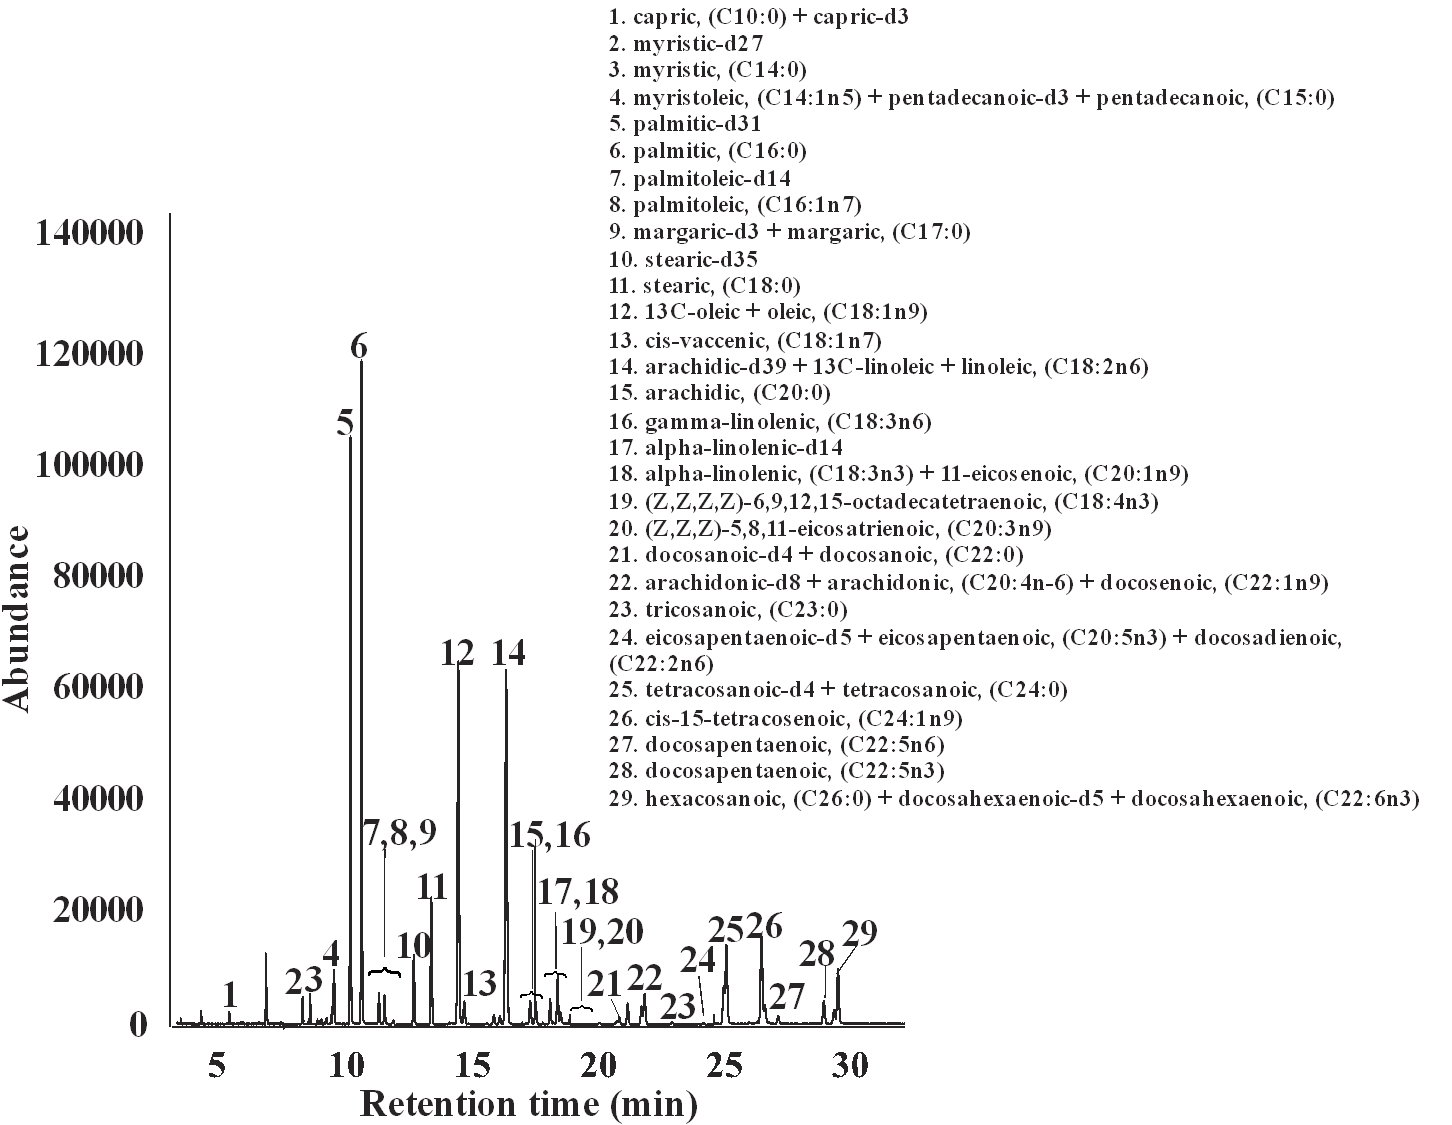 1. capric, (C10:0) + capric-d3
2. myristic-d27
3. myristic, (C14:0)
4. myristoleic, (C14:1n5) + pentadecanoic-d3 + pentadecanoic, (C15:0)
5. palmitic-d31
6. palmitic, (C16:0)
7. palmitoleic-d14
8. palmitoleic, (C16:1n7)
9. margaric-d3 + margaric, (C17:0)
10. stearic-d35
11. stearic, (C18:0)
12. 13C-oleic + oleic, (C18:1n9)
13. cis-vaccenic, (C18:1n7)
14. arachidic-d39 + 13C-linoleic + linoleic, (C18:2n6)
15. arachidic, (C20:0)
16. gamma-linolenic, (C18:3n6)
17. alpha-linolenic-d14
18. alpha-linolenic, (C18:3n3) + 11-eicosenoic, (C20:1n9)
19. (Z,Z,Z,Z)-6,9,12,15-octadecatetraenoic, (C18:4n3)
20. (Z,Z,Z)-5,8,11-eicosatrienoic, (C20:3n9)
21. docosanoic-d4 + docosanoic, (C22:0)
22. arachidonic-d8 + arachidonic, (C20:4n-6) + docosenoic, (C22:1n9)
23. tricosanoic, (C23:0)
24. eicosapentaenoic-d5 + eicosapentaenoic, (C20:5n3) + docosadienoic,
(C22:2n6)
25. tetracosanoic-d4 + tetracosanoic, (C24:0)
26. cis-15-tetracosenoic, (C24:1n9)
27. docosapentaenoic, (C22:5n6)
28. docosapentaenoic, (C22:5n3)
29. hexacosanoic, (C26:0) + docosahexaenoic-d5 + docosahexaenoic, (C22:6n3)
Abundance
140000
120000
100000
80000
60000
40000
20000
0
1
2
3
4
5
6
7,8,9
10
11
12
13
14
15,16
17,18
19,20
21
22
23
24
25
26
27
28
29
5 10 15 20 25 30
Retention time (min)